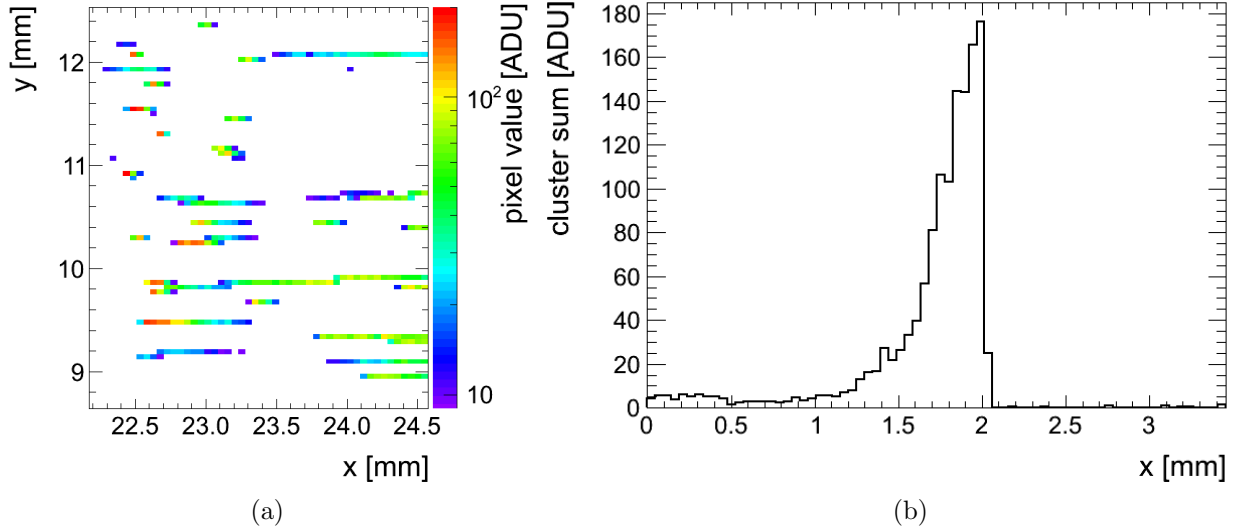 y [mm]
12
11
10
9
22.5 23.0 23.5 24.0 24.5
x [mm]
pixel value [ADU]
10²
10
(a)
cluster sum [ADU]
180
160
140
120
100
80
60
40
20
0
0 0.5 1 1.5 2 2.5 3
x [mm]
(b)